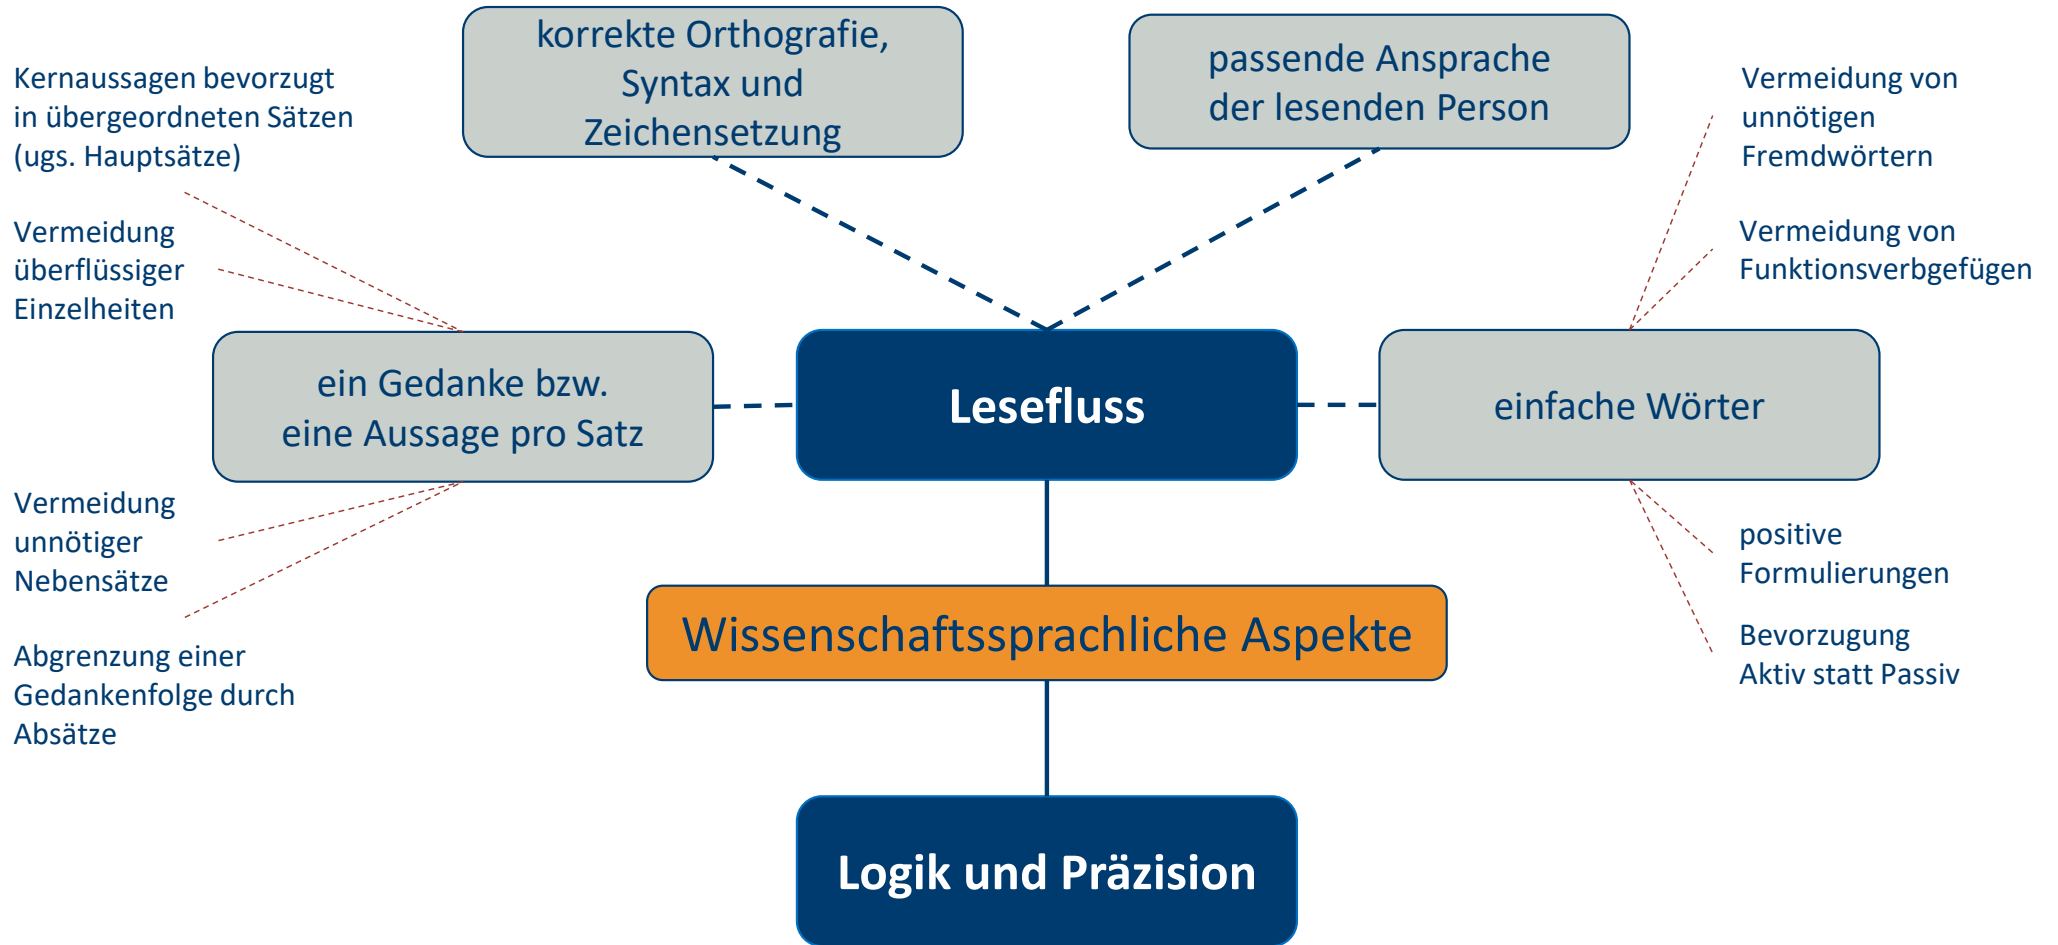 korrekte Orthografie,
Syntax und
Zeichensetzung
passende Ansprache
der lesenden Person
Kernaussagen bevorzugt
in übergeordneten Sätzen
(ugs. Hauptsätze)
Vermeidung
überflüssiger
Einzelheiten
Vermeidung von
unnötigen
Fremdwörtern
Vermeidung von
Funktionsverbgefügen
ein Gedanke bzw.
eine Aussage pro Satz
Lesefluss
einfache Wörter
Vermeidung
unnötiger
Nebensätze
Abgrenzung einer
Gedankenfolge durch
Absätze
positive
Formulierungen
Bevorzugung
Aktiv statt Passiv
Wissenschaftssprachliche Aspekte
Logik und Präzision